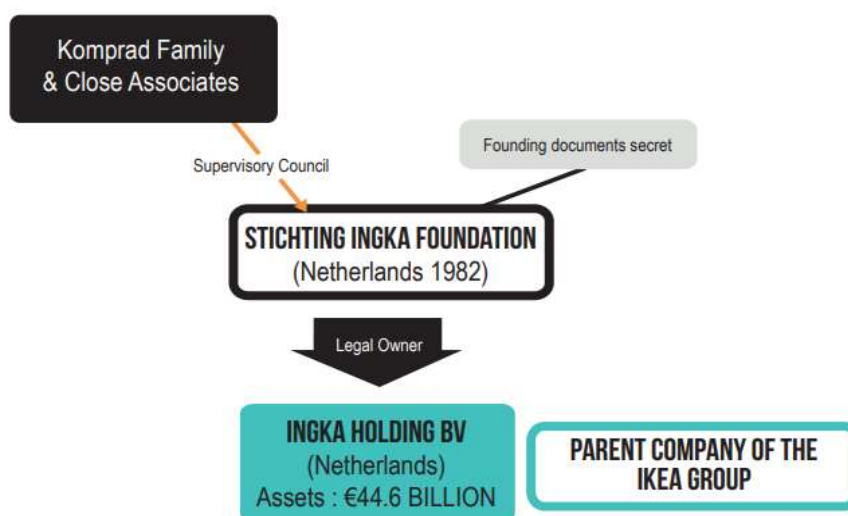 Komprad Family
& Close Associates
Supervisory Council
Founding documents secret
STICHTING INGKA FOUNDATION
(Netherlands 1982)
Legal Owner
INGKA HOLDING BV
(Netherlands)
Assets : €44.6 BILLION
PARENT COMPANY OF THE
IKEA GROUP